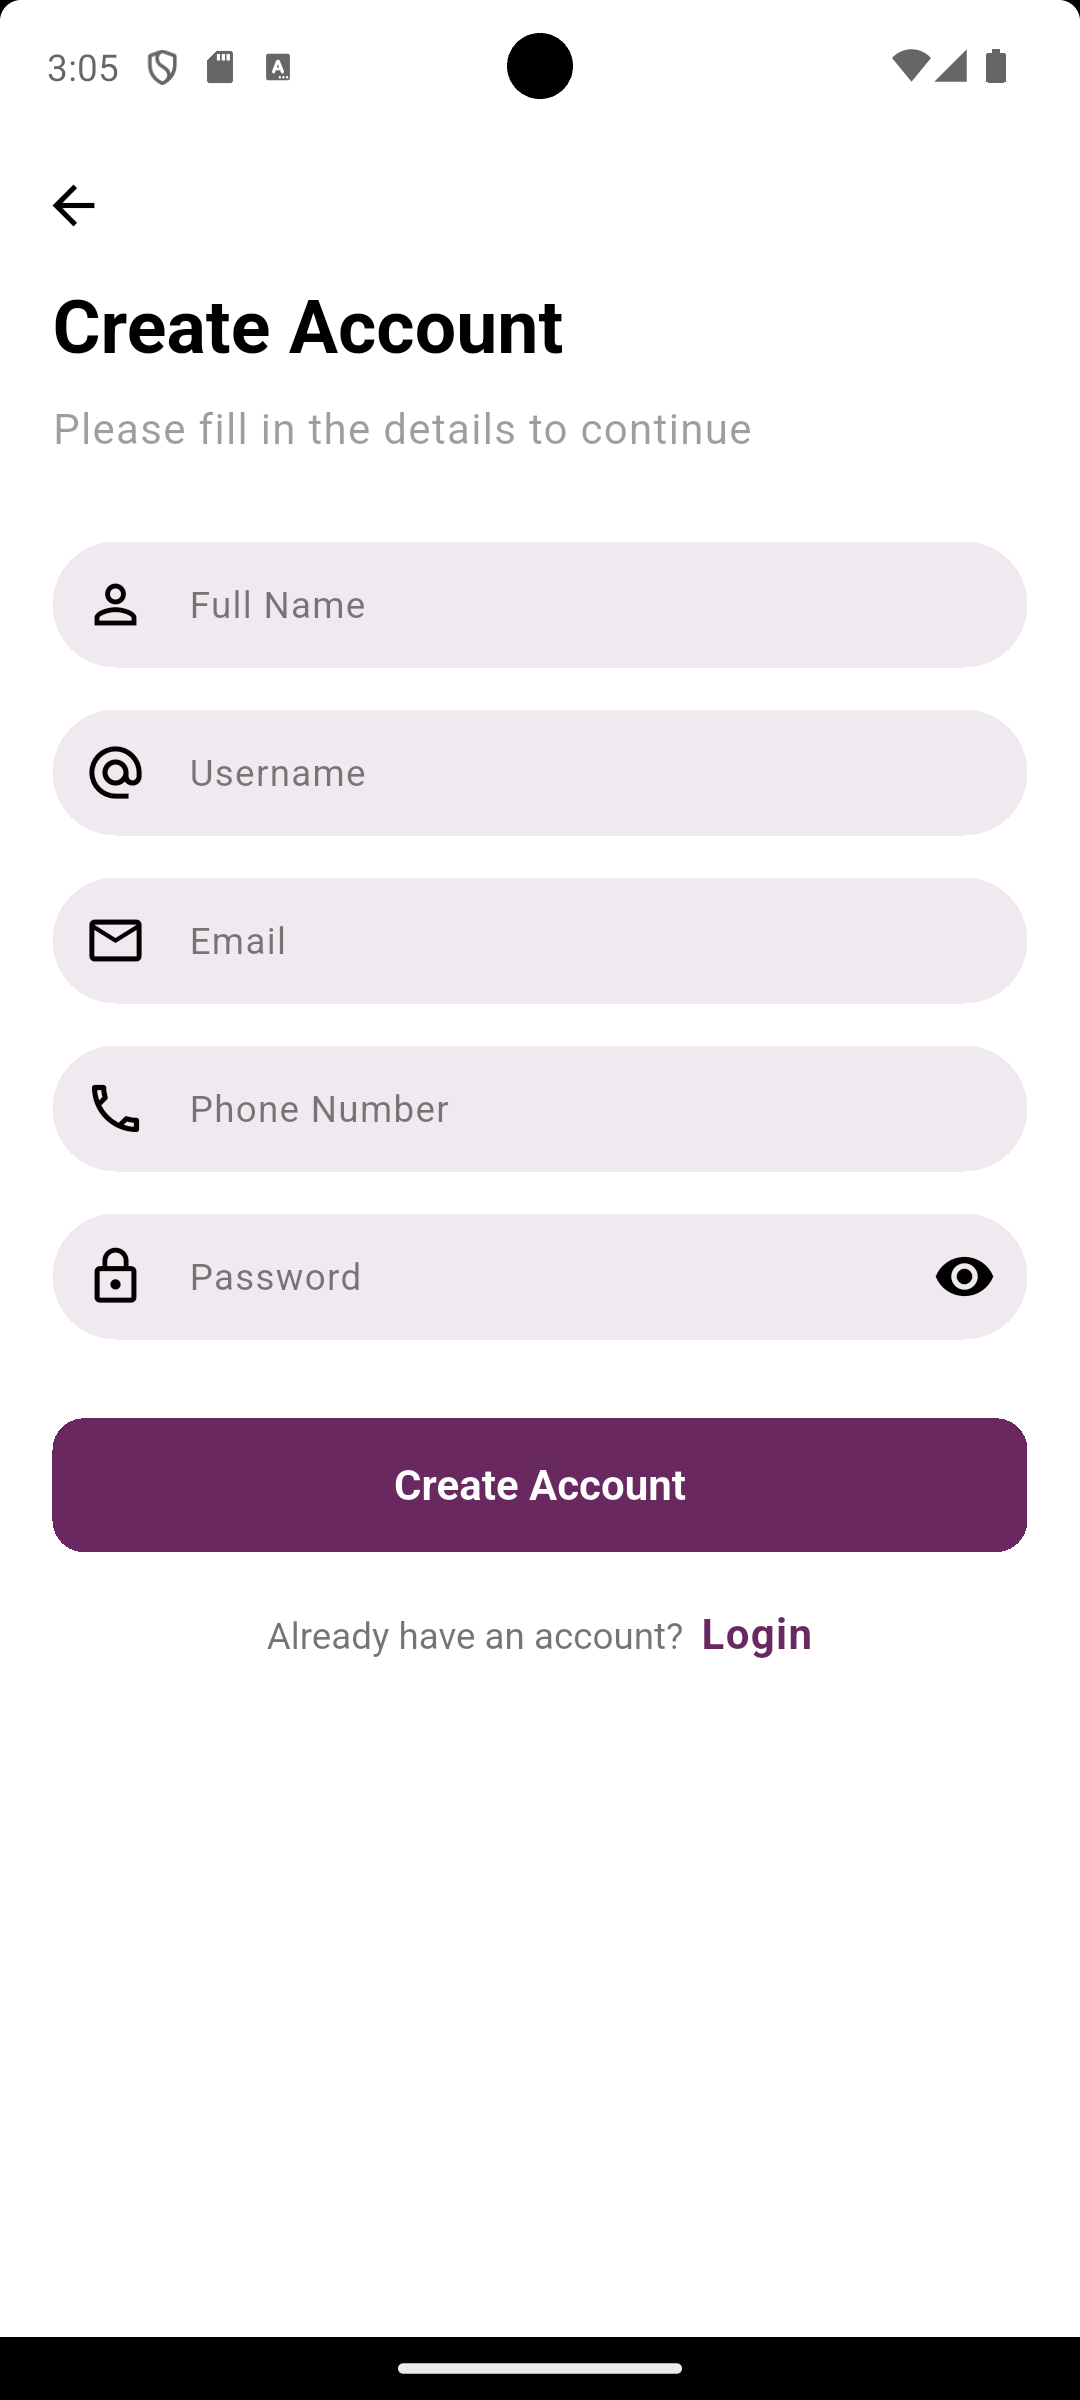 3:05
Create Account
Please fill in the details to continue
Full Name
Username
Email
Phone Number
Password
Create Account
Already have an account? Login